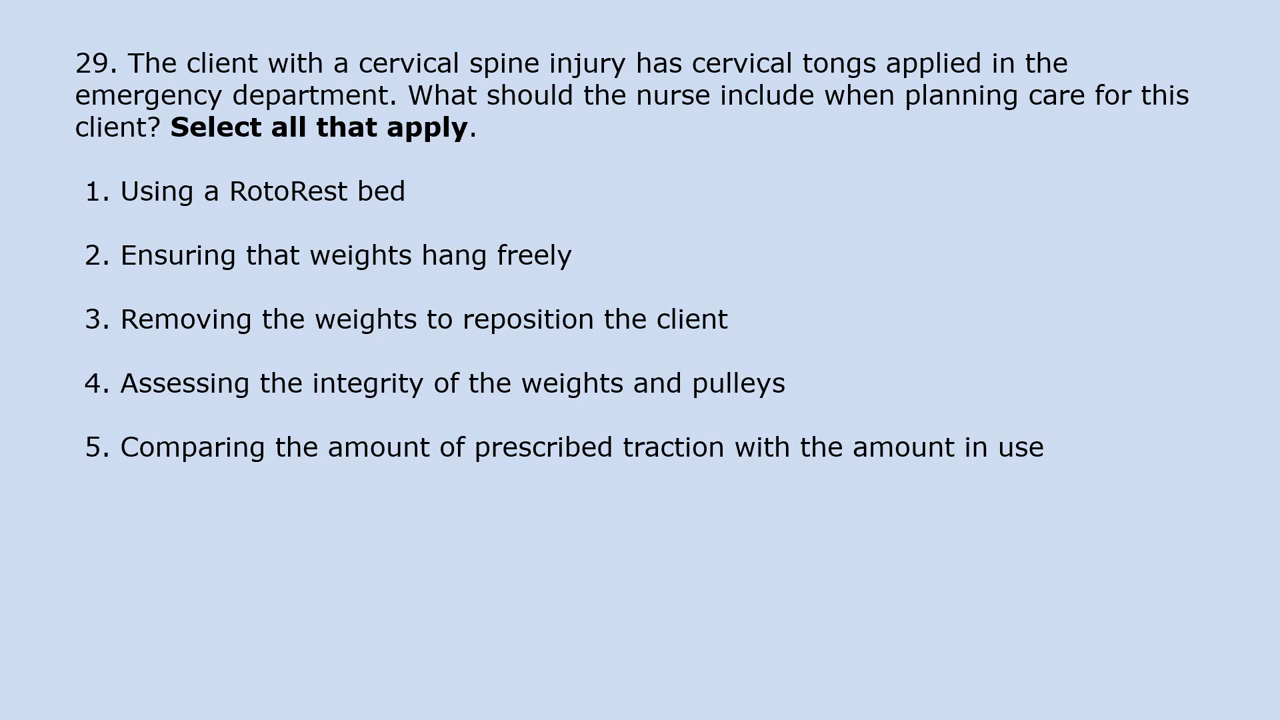 29. The client with a cervical spine injury has cervical tongs applied in the
emergency department. What should the nurse include when planning care for this
client? Select all that apply.
1. Using a RotoRest bed
2. Ensuring that weights hang freely
3. Removing the weights to reposition the client
4. Assessing the integrity of the weights and pulleys
5. Comparing the amount of prescribed traction with the amount in use